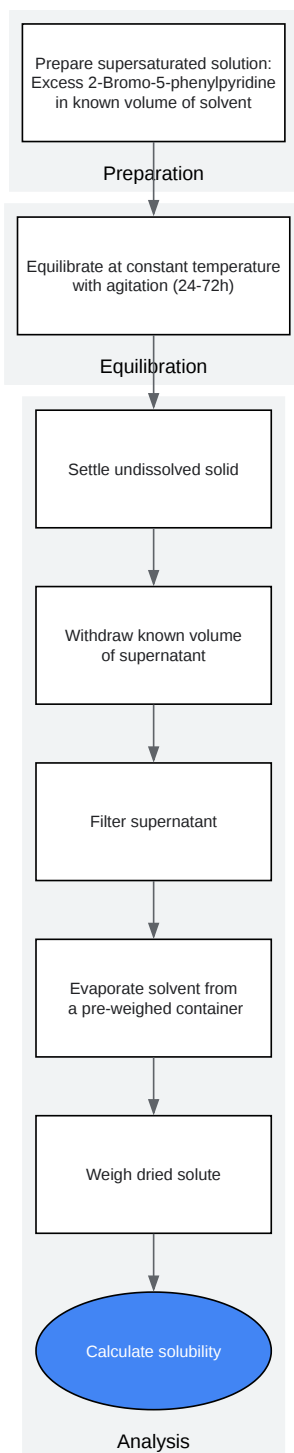 Prepare supersaturated solution:
Excess 2-Bromo-5-phenylpyridine
in known volume of solvent
Preparation
Equilibrate at constant temperature
with agitation (24-72h)
Equilibration
Settle undissolved solid
Withdraw known volume
of supernatant
Filter supernatant
Evaporate solvent from
a pre-weighed container
Weigh dried solute
Calculate solubility
Analysis